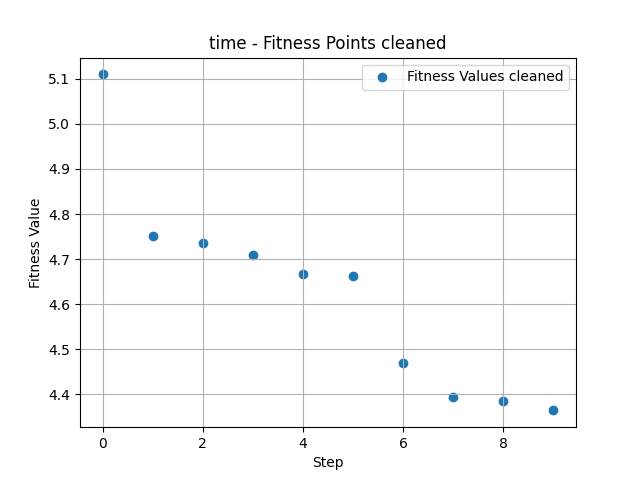 time - Fitness Points cleaned
Fitness Values cleaned
5.1
5.0
4.9
4.8
4.7
4.6
4.5
4.4
Fitness Value
0 2 4 6 8
Step